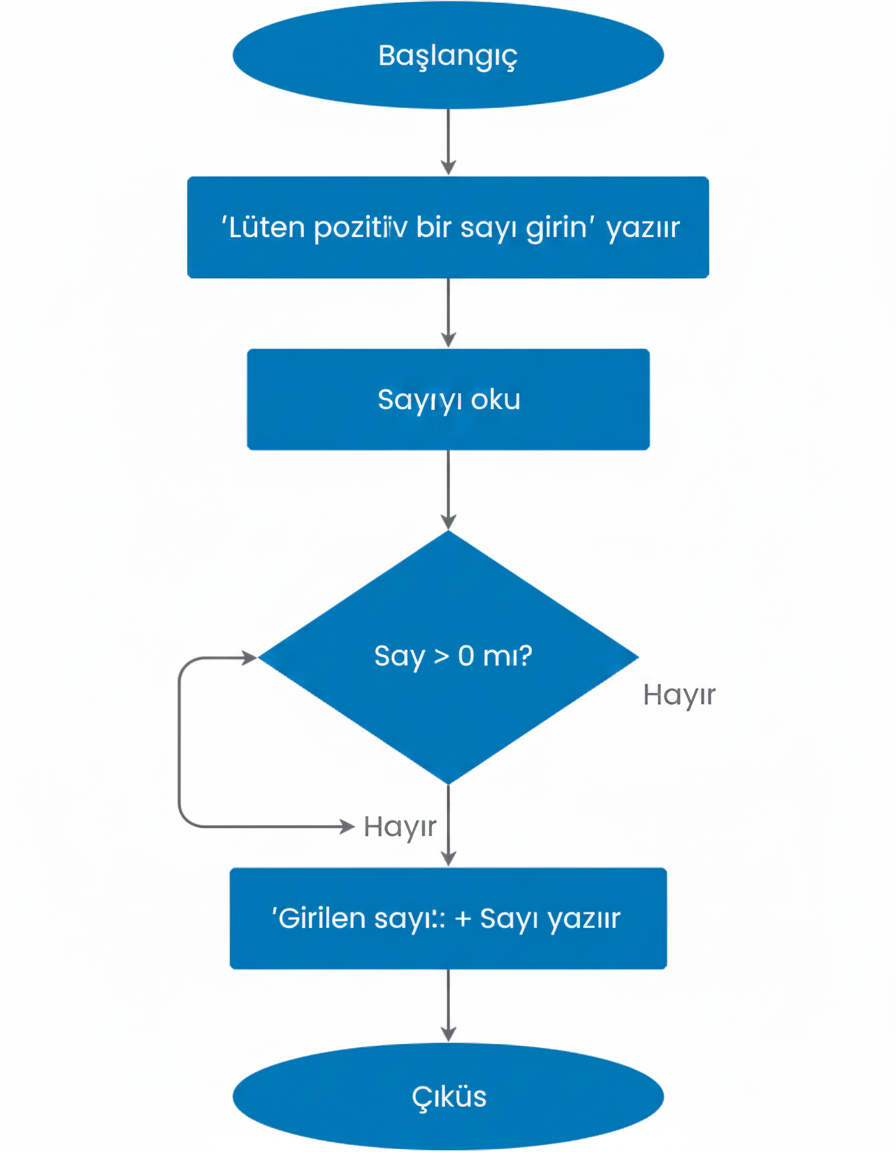 Başlangıç
'Lüten pozitiv bir sayı girin' yazıır
Sayıyı oku
Say > 0 mı?
Hayır
Hayır
'Girilen sayı:: + Sayı yazıır
Çıküs